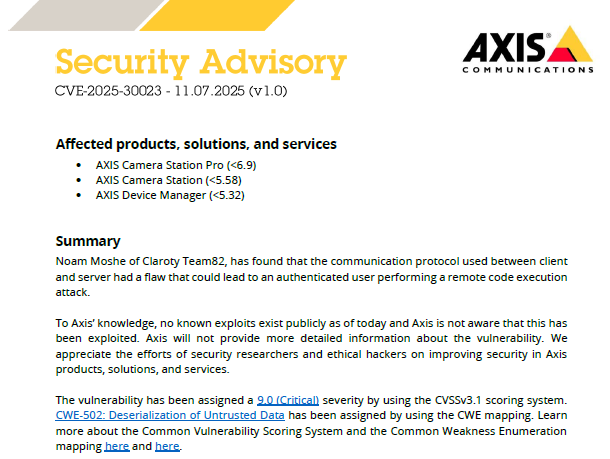 AXIS®
COMMUNICATIONS
Security Advisory
CVE-2025-30023 - 11.07.2025 (v1.0)
Affected products, solutions, and services
• AXIS Camera Station Pro (<6.9)
• AXIS Camera Station (<5.58)
• AXIS Device Manager (<5.32)
Summary
Noam Moshe of Claroty Team82, has found that the communication protocol used between client
and server had a flaw that could lead to an authenticated user performing a remote code execution
attack.
To Axis' knowledge, no known exploits exist publicly as of today and Axis is not aware that this has
been exploited. Axis will not provide more detailed information about the vulnerability. We
appreciate the efforts of security researchers and ethical hackers on improving security in Axis
products, solutions, and services.
The vulnerability has been assigned a 9.0 (Critical) severity by using the CVSSv3.1 scoring system.
CWE-502: Deserialization of Untrusted Data has been assigned by using the CWE mapping. Learn
more about the Common Vulnerability Scoring System and the Common Weakness Enumeration
mapping here and here.